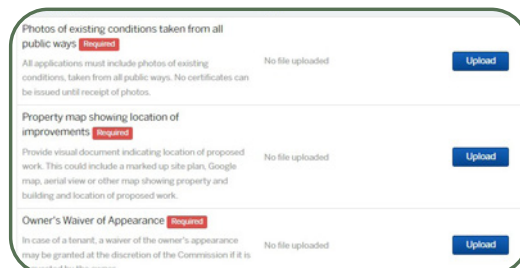 Photos of existing conditions taken from all
public ways Required
All applications must include photos of existing
conditions, taken from all public ways. No certificates can
be issued until receipt of photos.
No file uploaded
Upload
Property map showing location of
improvements Required
Provide visual document indicating location of proposed
work. This could include a marked up site plan, Google
map, aerial view or other map showing property and
building and location of proposed work.
No file uploaded
Upload
Owner's Waiver of Appearance Required
In case of a tenant, a waiver of the owner's appearance
may be granted at the discretion of the Commission if it is
No file uploaded
Upload